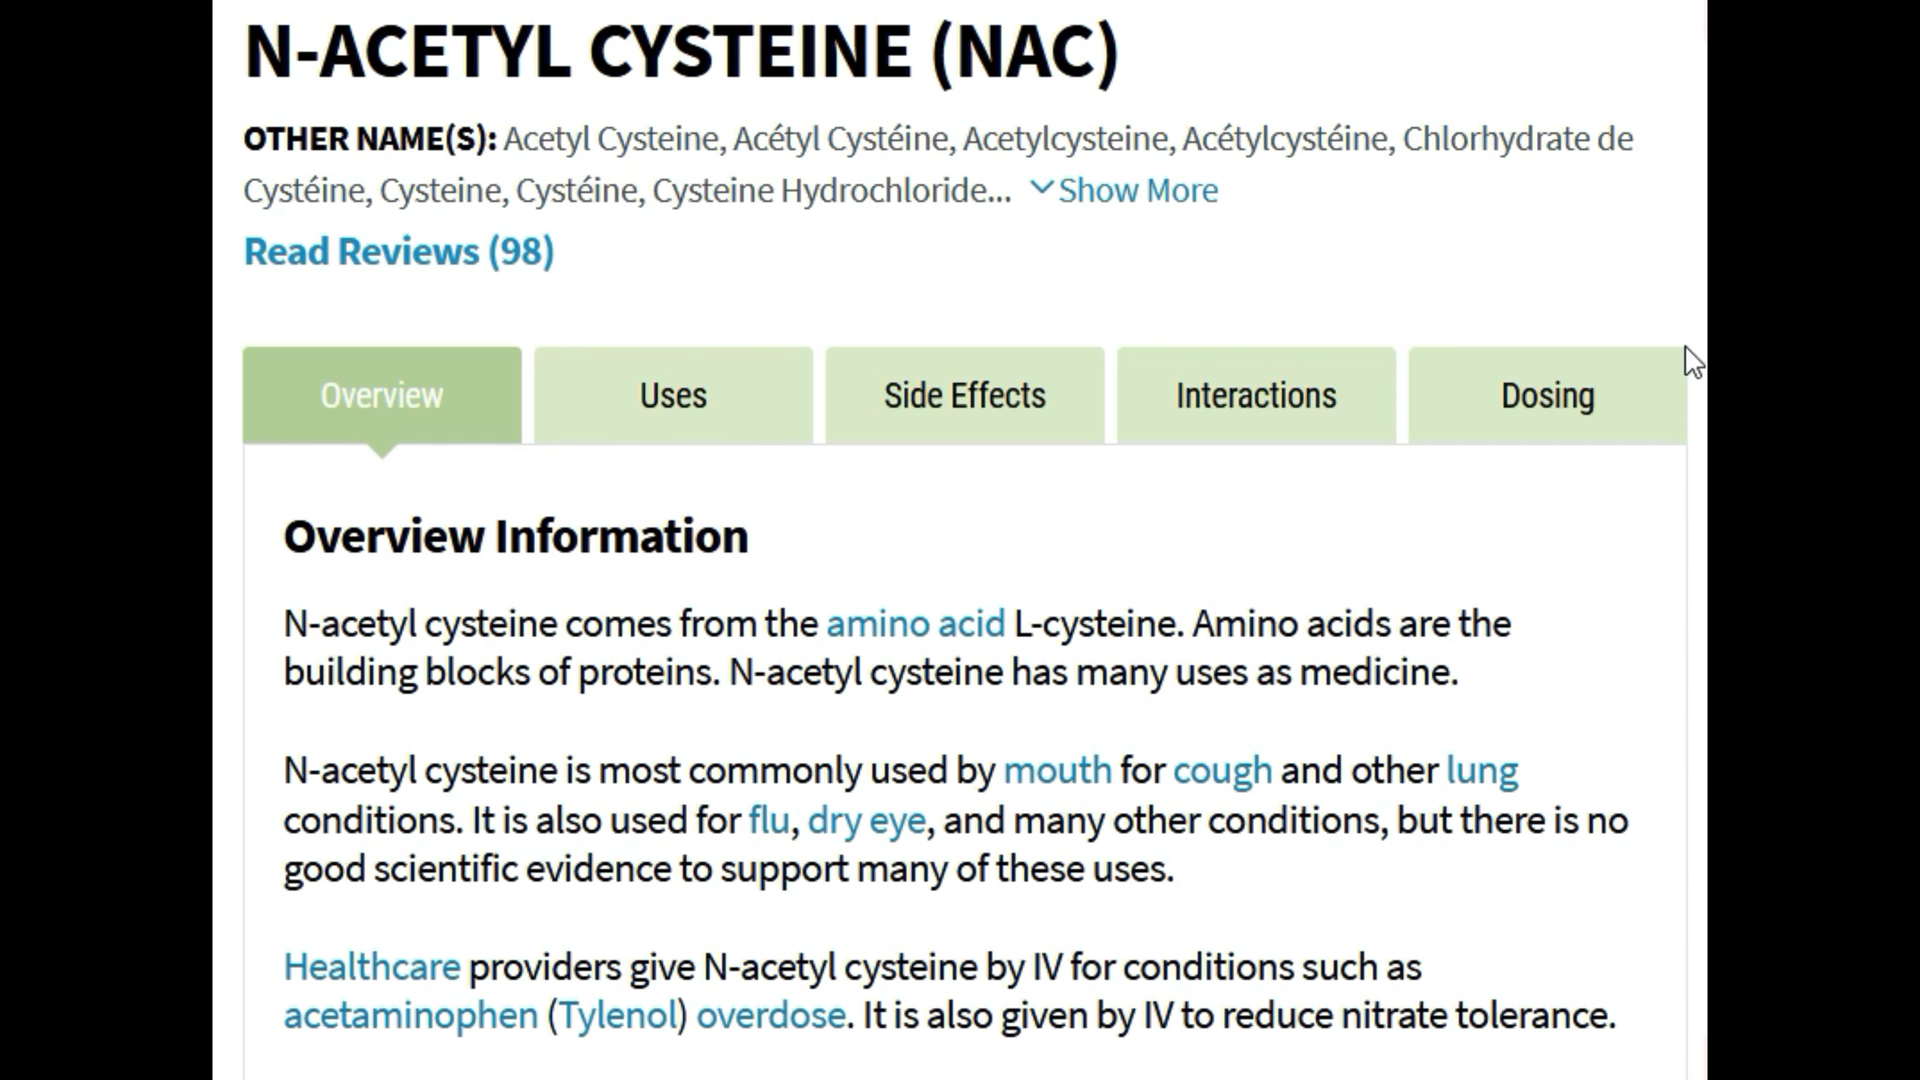 N-ACETYL CYSTEINE (NAC)
OTHER NAME(S): Acetyl Cysteine, Acétyl Cystéine, Acetylcysteine, Acétylcystéine, Chlorhydrate de
Cystéine, Cysteine, Cystéine, Cysteine Hydrochloride... Show More
Read Reviews (98)
Overview Uses Side Effects Interactions Dosing
Overview Information
N-acetyl cysteine comes from the amino acid L-cysteine. Amino acids are the
building blocks of proteins. N-acetyl cysteine has many uses as medicine.
N-acetyl cysteine is most commonly used by mouth for cough and other lung
conditions. It is also used for flu, dry eye, and many other conditions, but there is no
good scientific evidence to support many of these uses.
Healthcare providers give N-acetyl cysteine by IV for conditions such as
acetaminophen (Tylenol) overdose. It is also given by IV to reduce nitrate tolerance.